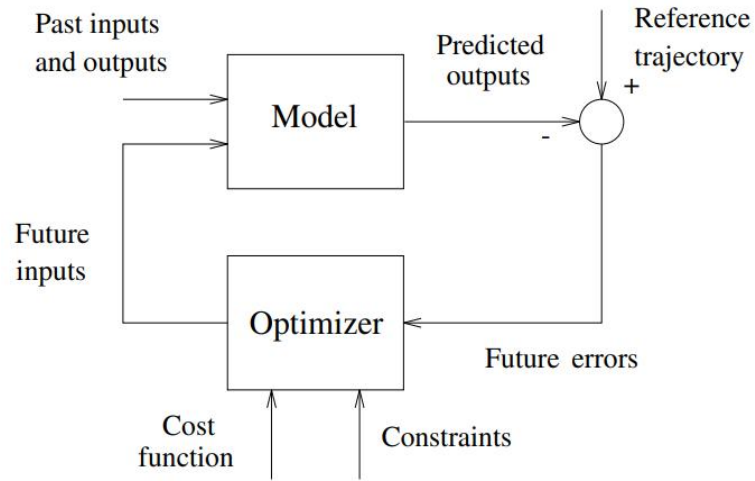 Past inputs
and outputs
Model
Predicted
outputs
Reference
trajectory
+
-
Future
inputs
Optimizer
Future errors
Cost
function
Constraints